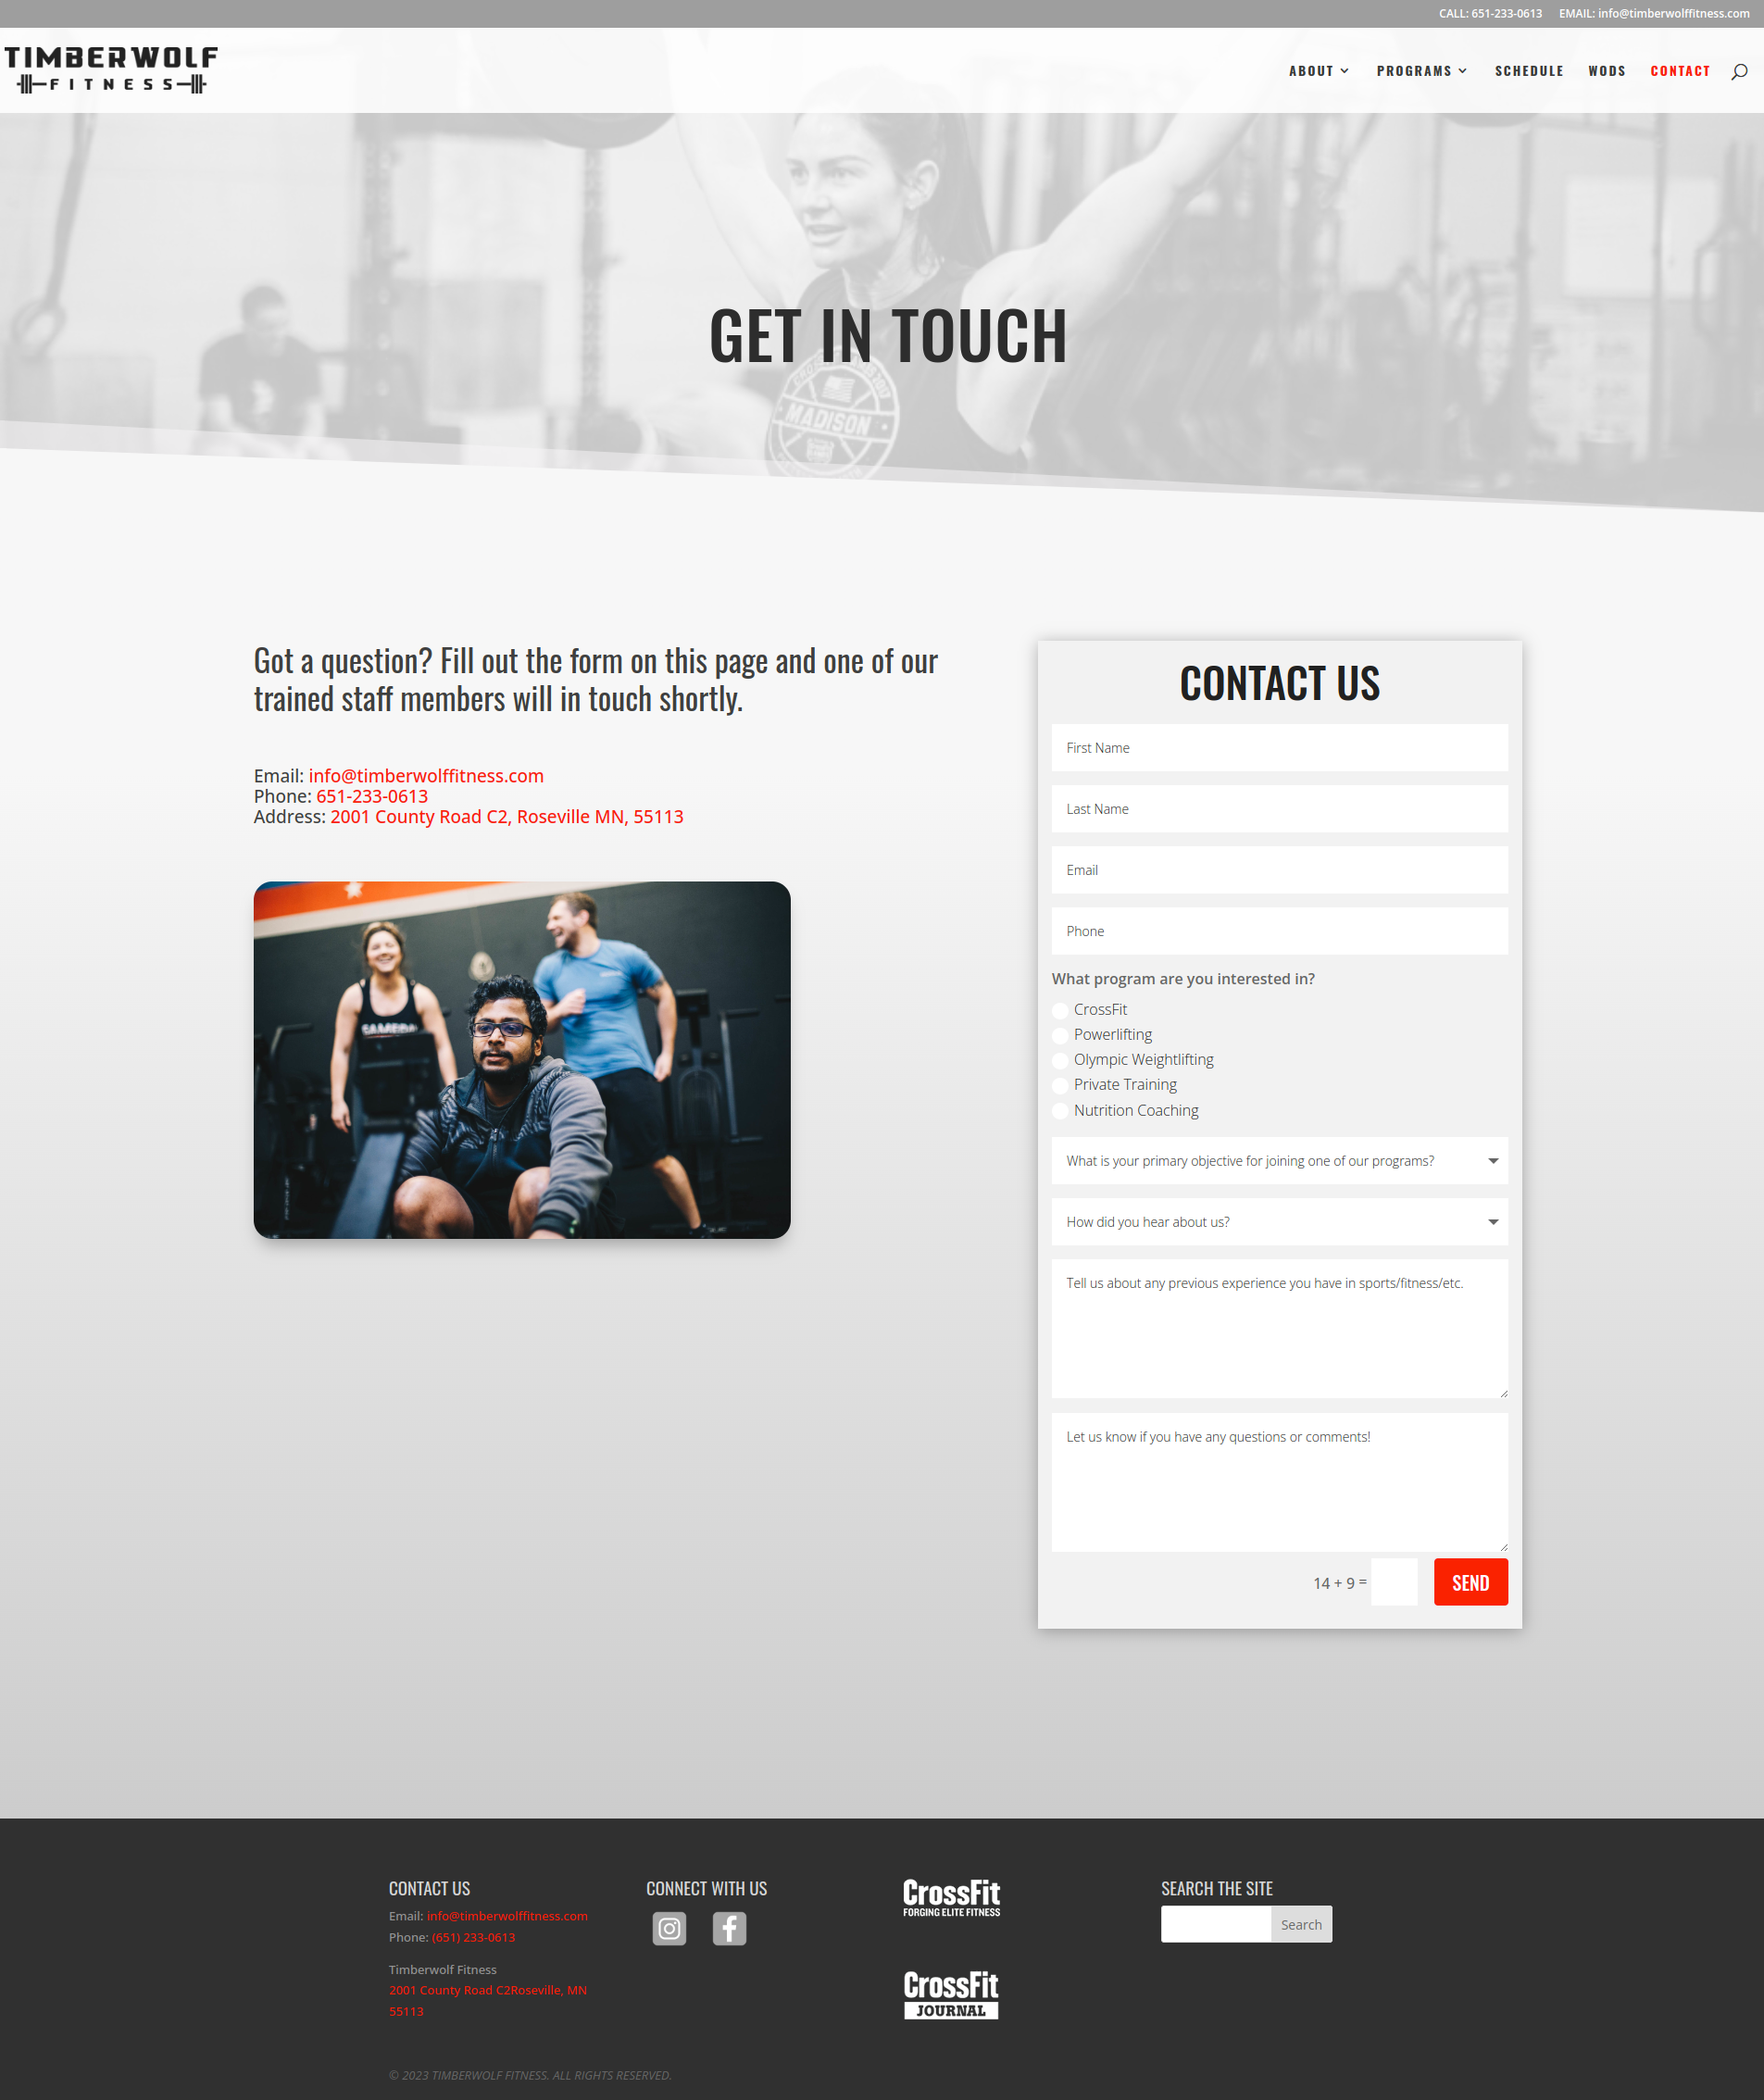 CALL: 651-233-0613 EMAIL: info@timberwolffitness.com
TIMBERWOLF
FITNESS
ABOUT PROGRAMS SCHEDULE WODS CONTACT
GET IN TOUCH
MADISON
Got a question? Fill out the form on this page and one of our
trained staff members will in touch shortly.
Email: info@timberwolffitness.com
Phone: 651-233-0613
Address: 2001 County Road C2, Roseville MN, 55113
CONTACT US
First Name
Last Name
Email
Phone
What program are you interested in?
CrossFit
Powerlifting
Olympic Weightlifting
Private Training
Nutrition Coaching
What is your primary objective for joining one of our programs?
How did you hear about us?
Tell us about any previous experience you have in sports/fitness/etc.
Let us know if you have any questions or comments!
14 + 9 =
SEND
CONTACT US
Email: info@timberwolffitness.com
Phone: (651) 233-0613
Timberwolf Fitness
2001 County Road C2Roseville, MN
55113
CONNECT WITH US
CrossFit
FORGING ELITE FITNESS
CrossFit
JOURNAL
SEARCH THE SITE
Search
© 2023 TIMBERWOLF FITNESS. ALL RIGHTS RESERVED.